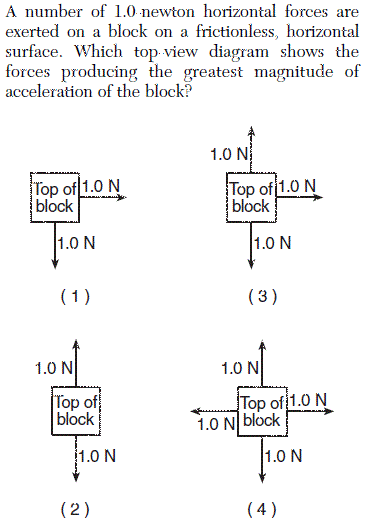 A number of 1.0-newton horizontal forces are
exerted on a block on a frictionless, horizontal
surface. Which top-view diagram shows the
forces producing the greatest magnitude of
acceleration of the block?
Top of
block
1.0 N
1.0 N
(1)
1.0 N
Top of
block
1.0 N
1.0 N
(3)
1.0 N
Top of
block
1.0 N
(2)
1.0 N
Top of
block
1.0 N
1.0 N
1.0 N
(4)